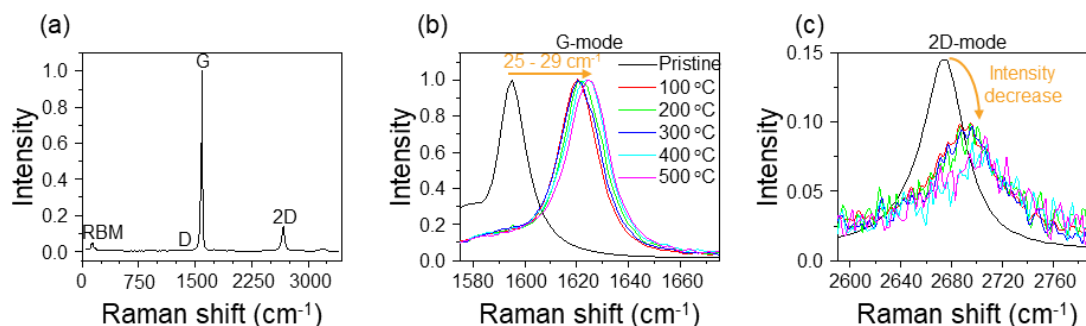 (a)
G
1.0
0.8
0.6
0.4
0.2
0.0
Intensity
RBM
D
2D
0 750 1500 2250 3000
Raman shift (cm⁻¹)
(b)
G-mode
25 - 29 cm⁻¹
Pristine
100 °C
200 °C
300 °C
400 °C
500 °C
1.0
0.8
0.6
0.4
0.2
0.0
Intensity
1580 1600 1620 1640 1660
Raman shift (cm⁻¹)
(c)
2D-mode
Intensity
decrease
0.15
0.10
0.05
0.00
Intensity
2600 2640 2680 2720 2760
Raman shift (cm⁻¹)